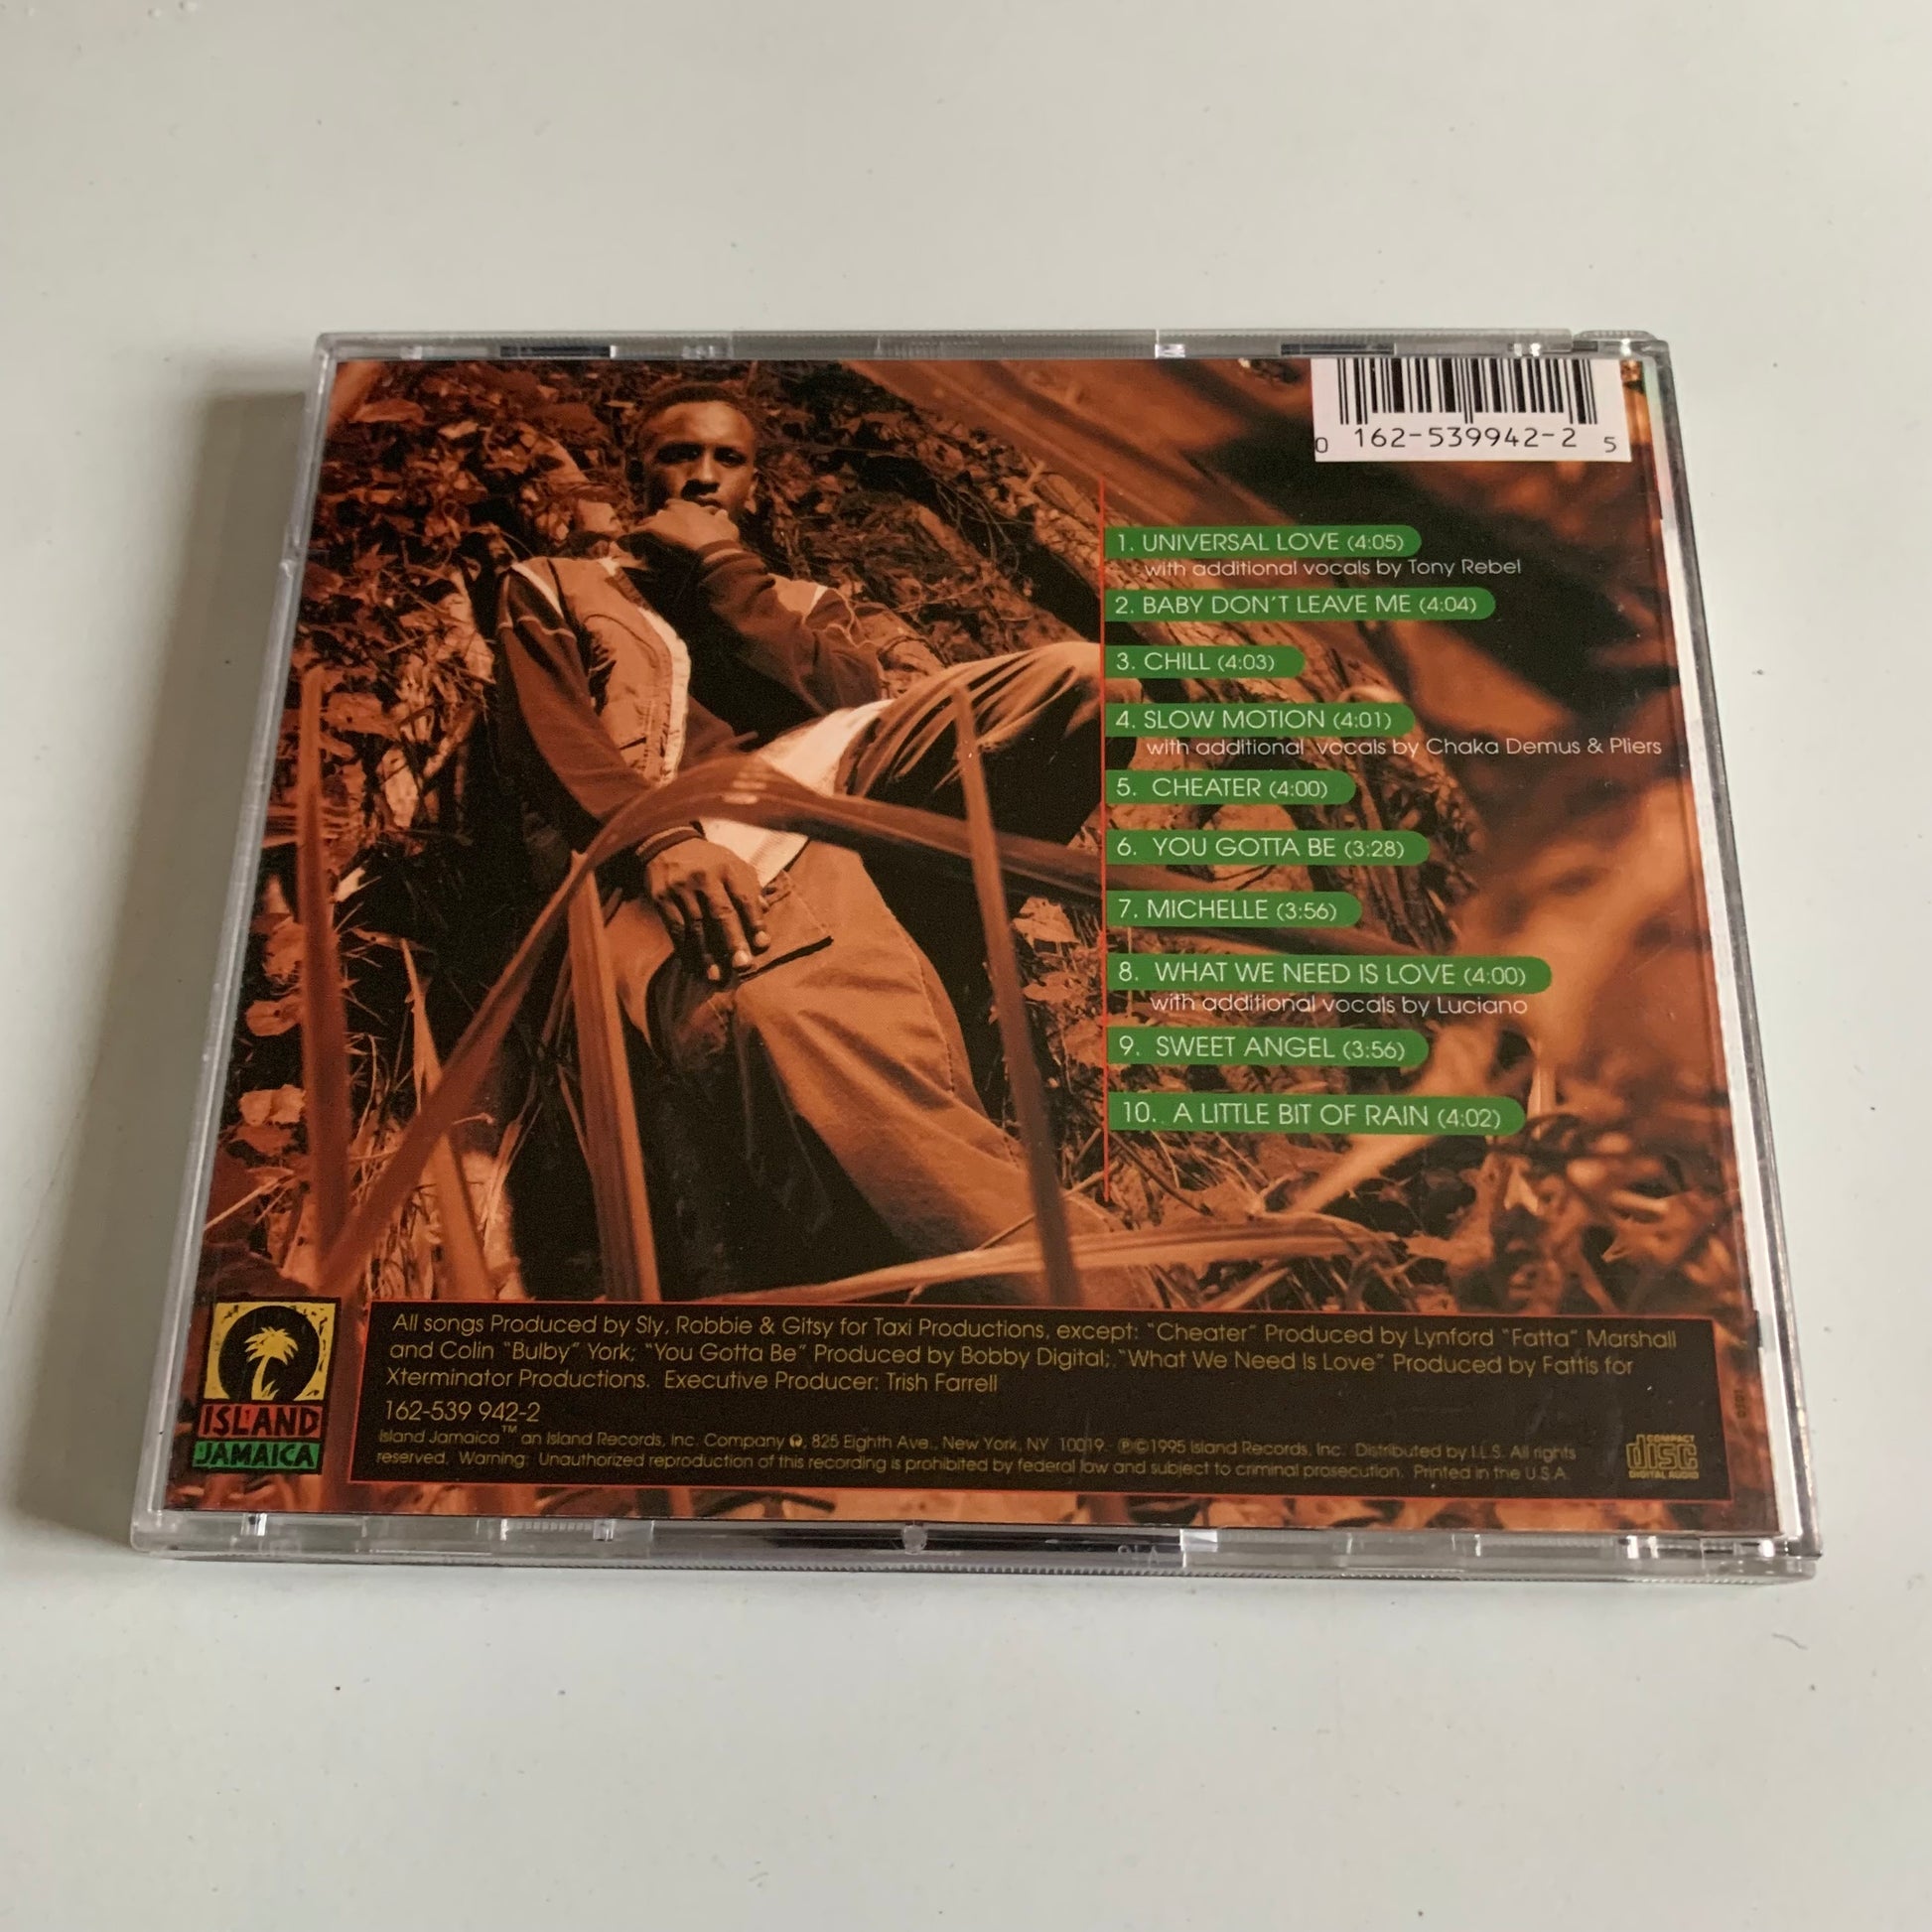 0 162-539942-2 5
1. UNIVERSAL LOVE (4:05)
with additional vocals by Tony Rebel
2. BABY DON'T LEAVE ME (4:04)
3. CHILL (4:03)
4. SLOW MOTION (4:01)
with additional vocals by Chaka Demus & Pliers
5. CHEATER (4:00)
6. YOU GOTTA BE (3:28)
7. MICHELLE (3:56)
8. WHAT WE NEED IS LOVE (4:00)
with additional vocals by Luciano
9. SWEET ANGEL (3:56)
10. A LITTLE BIT OF RAIN (4:02)
ISLAND
JAMAICA
All songs Produced by Sly, Robbie & Gitsy for Taxi Productions, except: "Cheater" Produced by Lynford "Fatta" Marshall
and Colin "Bulby" York; "You Gotta Be" Produced by Bobby Digital; "What We Need Is Love" Produced by Fattis for
Xterminator Productions. Executive Producer: Trish Farrell
162-539 942-2
Island Jamaica™ an Island Records, Inc. Company, 825 Eighth Ave., New York, NY 10019. ℗©1995 Island Records, Inc. Distributed by I.L.S. All rights
reserved. Warning: Unauthorized reproduction of this recording is prohibited by federal law and subject to criminal prosecution. Printed in the U.S.A.
COMPACT
disc
DIGITAL AUDIO